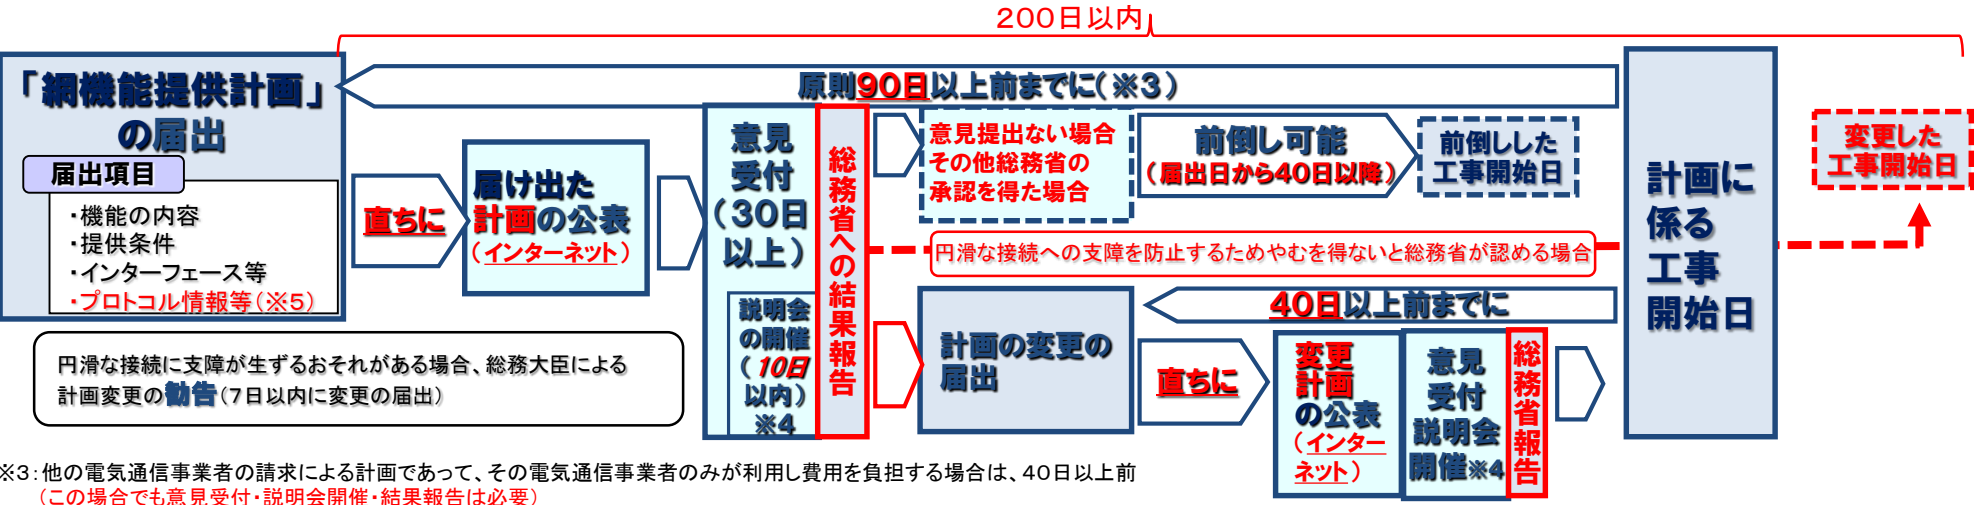 200日以内
「網機能提供計画」
の届出
届出項目
・機能の内容
・提供条件
・インターフェース等
・プロトコル情報等(※5)
原則90日以上前までに(※3)
直ちに
届け出た
計画の公表
(インターネット)
意見
受付
(30日
以上)
説明会
の開催
(10日
以内)
※4
総務省への結果報告
意見提出ない場合
その他総務省の
承認を得た場合
前倒し可能
(届出日から40日以降)
前倒しした
工事開始日
円滑な接続への支障を防止するためやむを得ないと総務省が認める場合
計画の変更の
届出
40日以上前までに
直ちに
変更
計画
の公表
(インター
ネット)
意見
受付
説明会
開催※4
総務省報告
計画に
係る
工事
開始日
変更した
工事開始日
円滑な接続に支障が生ずるおそれがある場合、総務大臣による
計画変更の勧告(7日以内に変更の届出)
※3:他の電気通信事業者の請求による計画であって、その電気通信事業者のみが利用し費用を負担する場合は、40日以上前
(この場合でも意見受付・説明会開催・結果報告は必要)